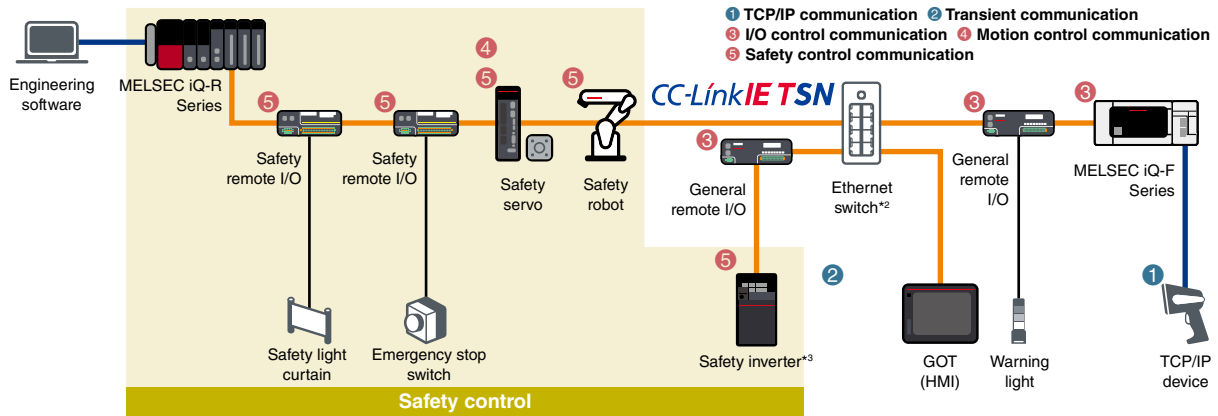 ❶ TCP/IP communication ❷ Transient communication
❸ I/O control communication ❹ Motion control communication
❺ Safety control communication
Engineering
software
MELSEC iQ-R
Series
❹
❺
❺
❺
❺
CC-Link IE TSN
❸
❸
❸
Safety
remote I/O
Safety
remote I/O
Safety
servo
Safety
robot
General
remote I/O
Ethernet
switch*2
General
remote
I/O
MELSEC iQ-F
Series
❺
❷
❶
Safety light
curtain
Emergency stop
switch
Safety inverter*3
GOT
(HMI)
Warning
light
TCP/IP
device
Safety control